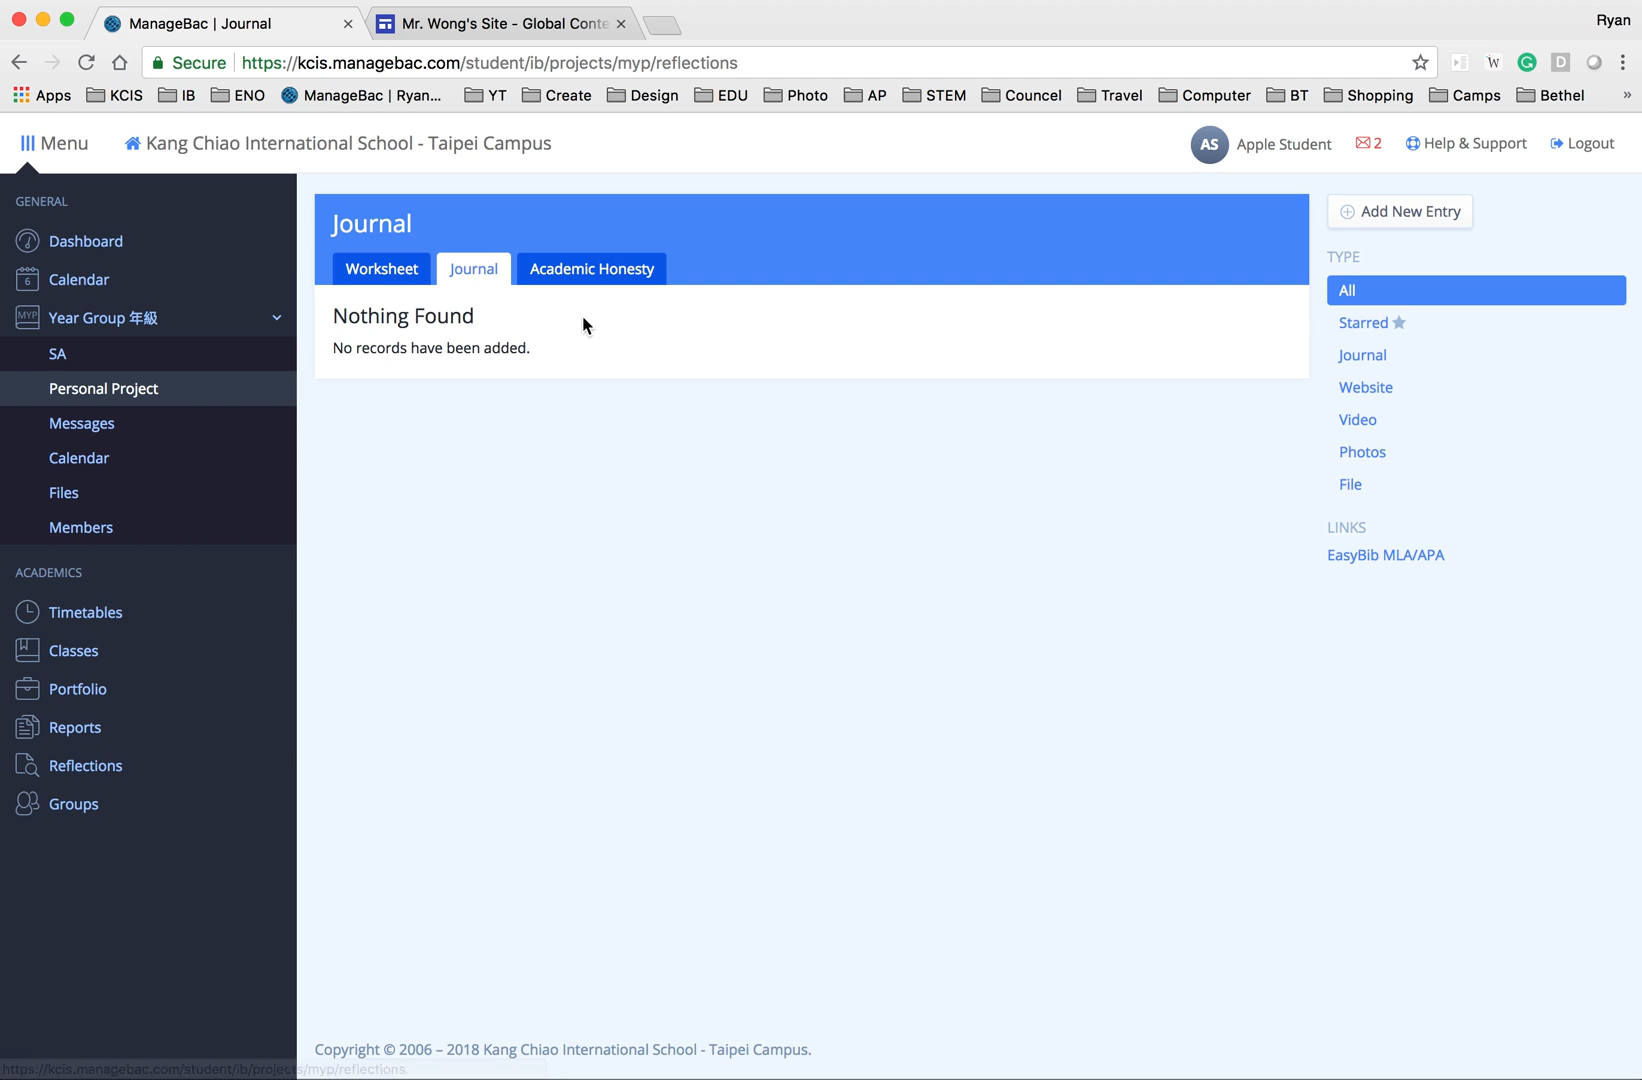 ManageBac | Journal
Mr. Wong's Site - Global Conte
Ryan
Secure
https://kcis.managebac.com/student/ib/projects/myp/reflections
W
D
Apps
KCIS
IB
ENO
ManageBac | Ryan...
YT
Create
Design
EDU
Photo
AP
STEM
Councel
Travel
Computer
BT
Shopping
Camps
Bethel
»
Menu
Kang Chiao International School - Taipei Campus
AS
Apple Student
2
Help & Support
Logout
GENERAL
Dashboard
6
Calendar
MYP
Year Group 年級
SA
Personal Project
Messages
Calendar
Files
Members
ACADEMICS
Timetables
Classes
Portfolio
Reports
Reflections
Groups
Journal
Worksheet
Journal
Academic Honesty
Nothing Found
No records have been added.
Add New Entry
TYPE
All
Starred
Journal
Website
Video
Photos
File
LINKS
EasyBib MLA/APA
Copyright © 2006 – 2018 Kang Chiao International School - Taipei Campus.
https://kcis.managebac.com/student/ib/projects/myp/reflections